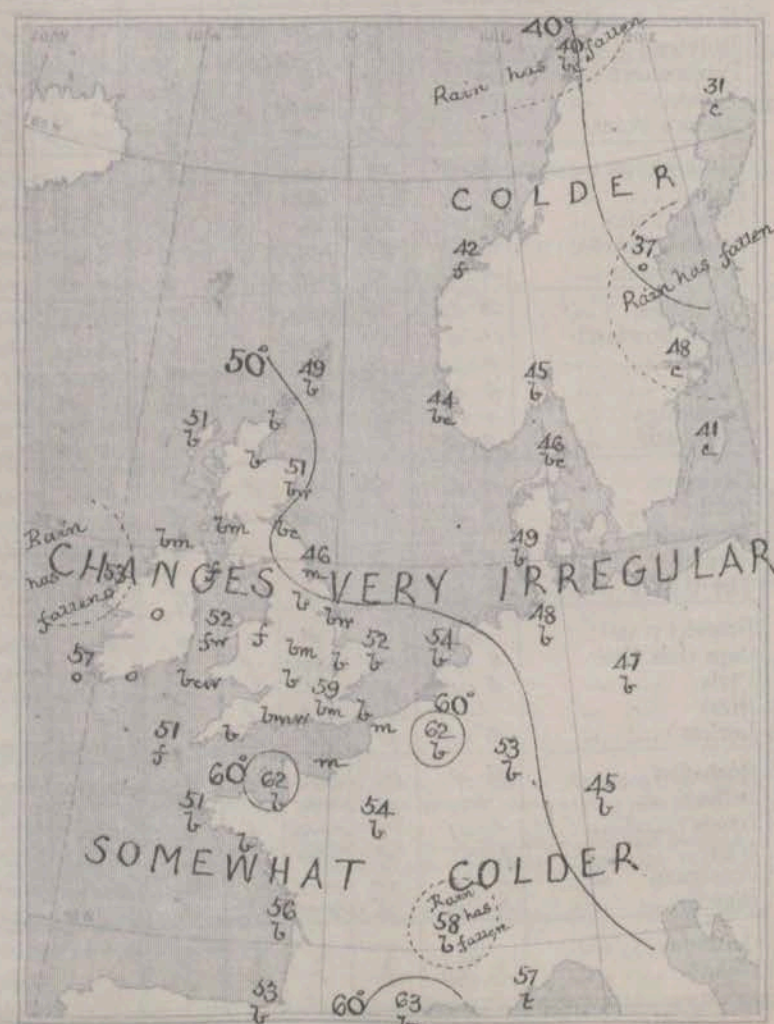 40°
40
b
Rain has fallen
31
c
COLDER
42
f
37
o
Rain has fallen
50°
49
b
48
c
45
b
44
bc
51
b
b
b
46
bc
41
c
51
bm
bm
bm
bc
49
b
Rain
has
fallen
53
o
CHANGES VERY IRREGULAR
f
46
m
b
bm
o
52
fw
f
bm
52
b
b
54
b
48
b
57
o
o
bcw
b
59
bm
b
47
b
bmw
m
60°
62
b
51
f
b
m
53
b
60°
62
b
45
b
51
b
54
b
b
SOMEWHAT COLDER
Rain
58 has
b fallen
56
b
53
b
60°
63
57
t